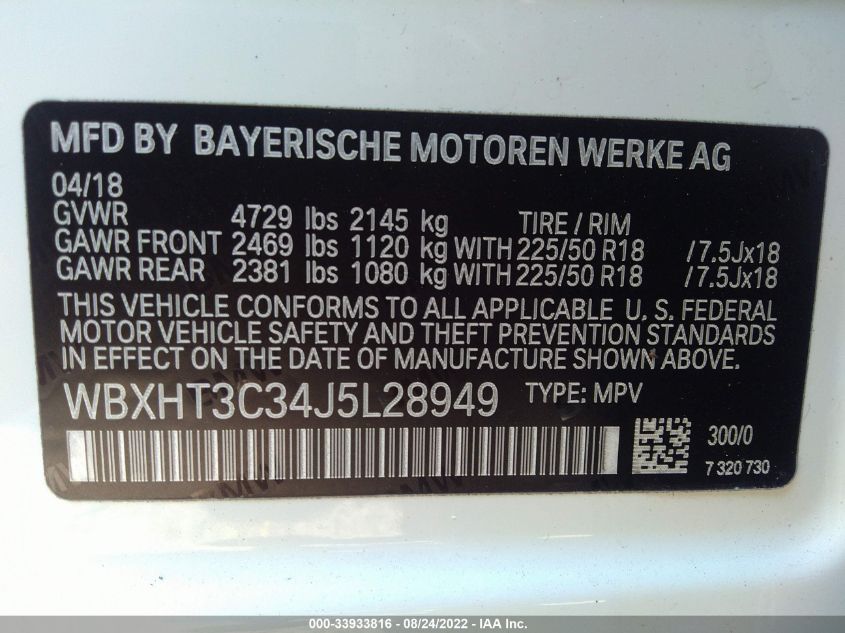 MFD BY BAYERISCHE MOTOREN WERKE AG
04/18
GVWR 4729 lbs 2145 kg TIRE / RIM
GAWR FRONT 2469 lbs 1120 kg WITH 225/50 R18 /7.5Jx18
GAWR REAR 2381 lbs 1080 kg WITH 225/50 R18 /7.5Jx18
THIS VEHICLE CONFORMS TO ALL APPLICABLE U. S. FEDERAL
MOTOR VEHICLE SAFETY AND THEFT PREVENTION STANDARDS
IN EFFECT ON THE DATE OF MANUFACTURE SHOWN ABOVE.
WBXHT3C34J5L28949 TYPE: MPV
300/0
7 320 730
000-33933816 - 08/24/2022 - IAA Inc.